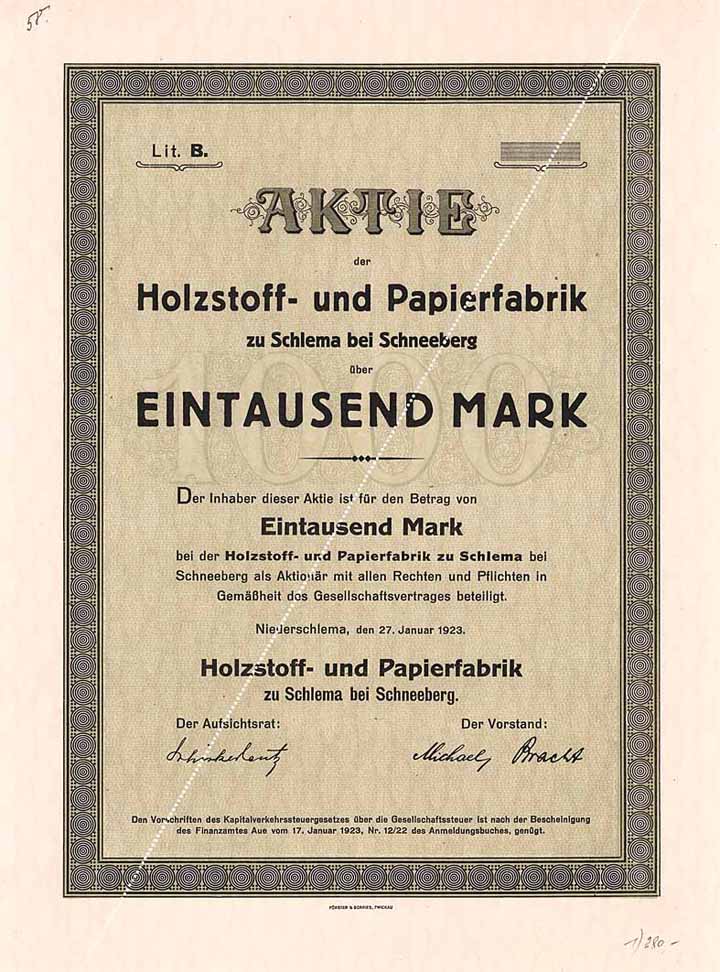 58.
Lit. B.
AKTIE
der
Holzstoff- und Papierfabrik
zu Schlema bei Schneeberg
über
1000
EINTAUSEND MARK
Der Inhaber dieser Aktie ist für den Betrag von
Eintausend Mark
bei der Holzstoff- und Papierfabrik zu Schlema bei
Schneeberg als Aktionär mit allen Rechten und Pflichten in
Gemäßheit des Gesellschaftsvertrages beteiligt.
Niederschlema, den 27. Januar 1923.
Holzstoff- und Papierfabrik
zu Schlema bei Schneeberg.
Der Aufsichtsrat: Der Vorstand:
Michael Bracht
Den Vorschriften des Kapitalverkehrssteuergesetzes über die Gesellschaftssteuer ist nach der Bescheinigung
des Finanzamtes Aue vom 17. Januar 1923, Nr. 12/22 des Anmeldungsbuches, genügt.
FÖRSTER & BORRIES, ZWICKAU
1) 280,-